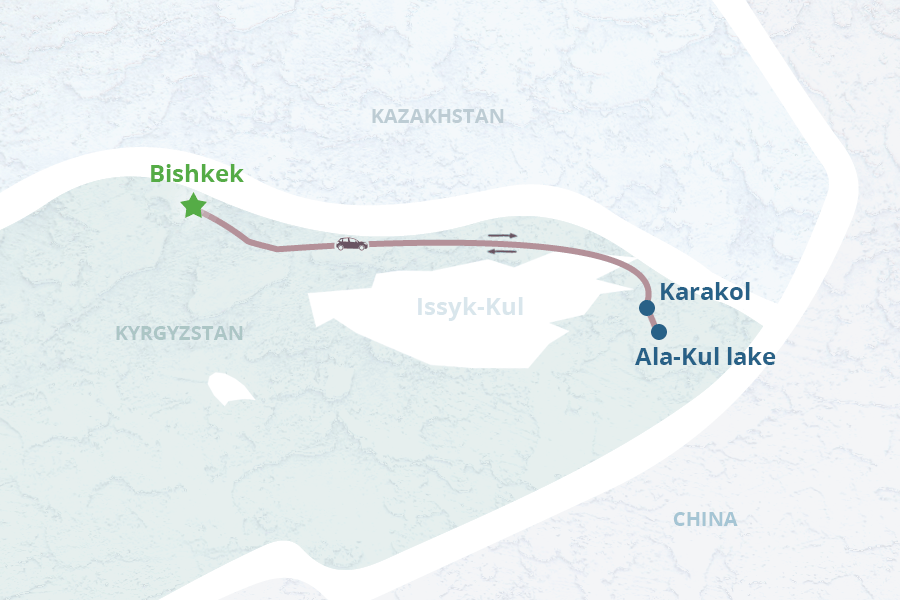 KAZAKHSTAN
Bishkek
Karakol
Issyk-Kul
KYRGYZSTAN
Ala-Kul lake
CHINA